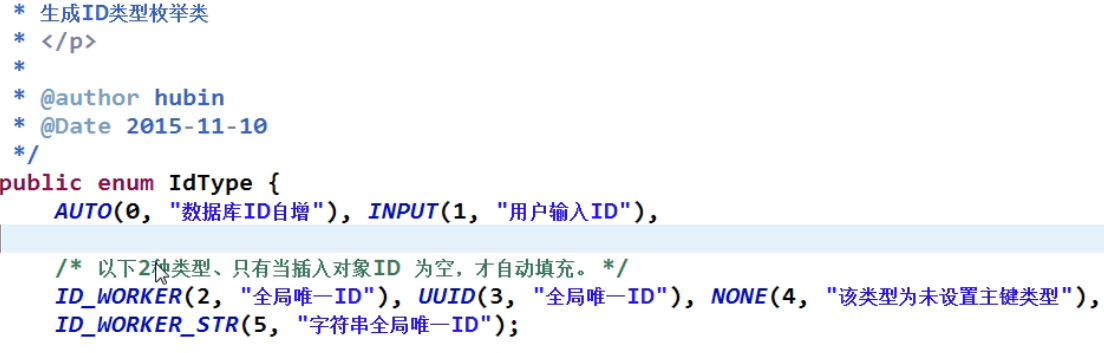 * 生成ID类型枚举类
* </p>
*
* @author hubin
* @Date 2015-11-10
*/
public enum IdType {
AUTO(0, "数据库ID自增"), INPUT(1, "用户输入ID"),
/* 以下2种类型、只有当插入对象ID 为空，才自动填充。 */
ID_WORKER(2, "全局唯一ID"), UUID(3, "全局唯一ID"), NONE(4, "该类型为未设置主键类型"),
ID_WORKER_STR(5, "字符串全局唯一ID");